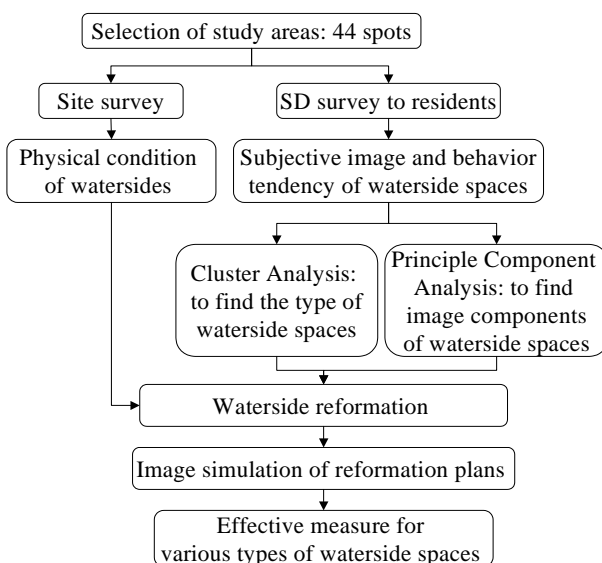 Selection of study areas: 44 spots
Site survey
SD survey to residents
Physical condition
of watersides
Subjective image and behavior
tendency of waterside spaces
Cluster Analysis:
to find the type of
waterside spaces
Principle Component
Analysis: to find
image components
of waterside spaces
Waterside reformation
Image simulation of reformation plans
Effective measure for
various types of waterside spaces